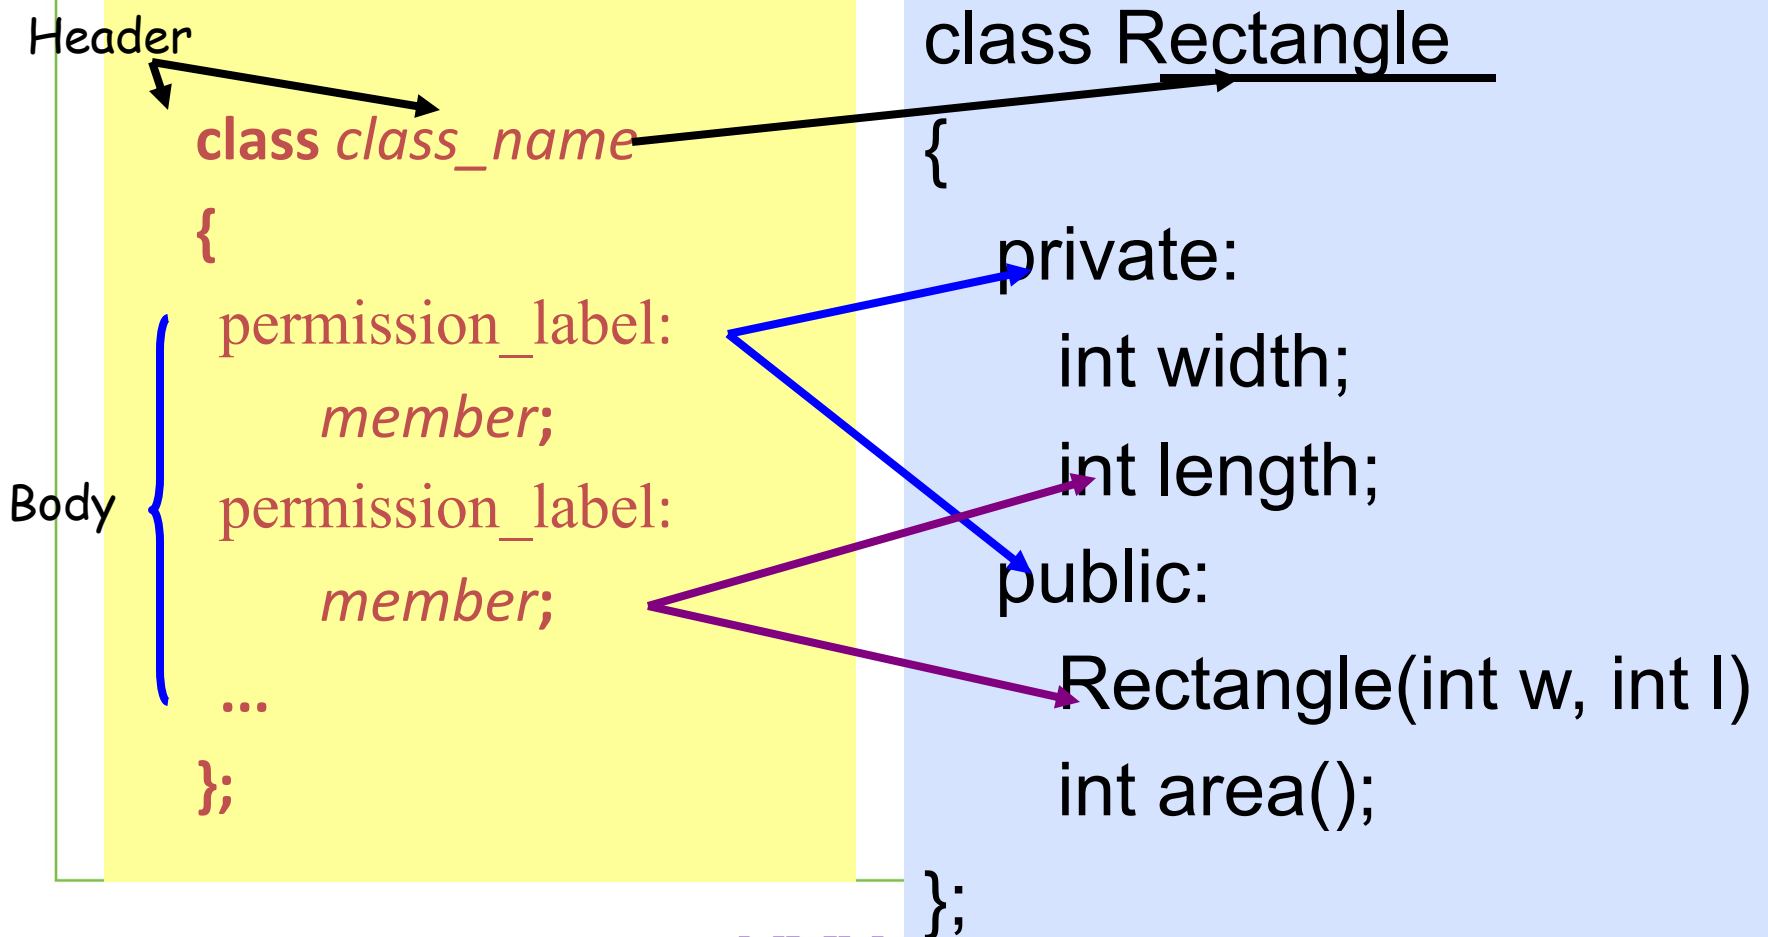 Header
class class_name
{
permission_label:
member;
Body
permission_label:
member;
...
};
class Rectangle
{
private:
int width;
int length;
public:
Rectangle(int w, int l)
int area();
};